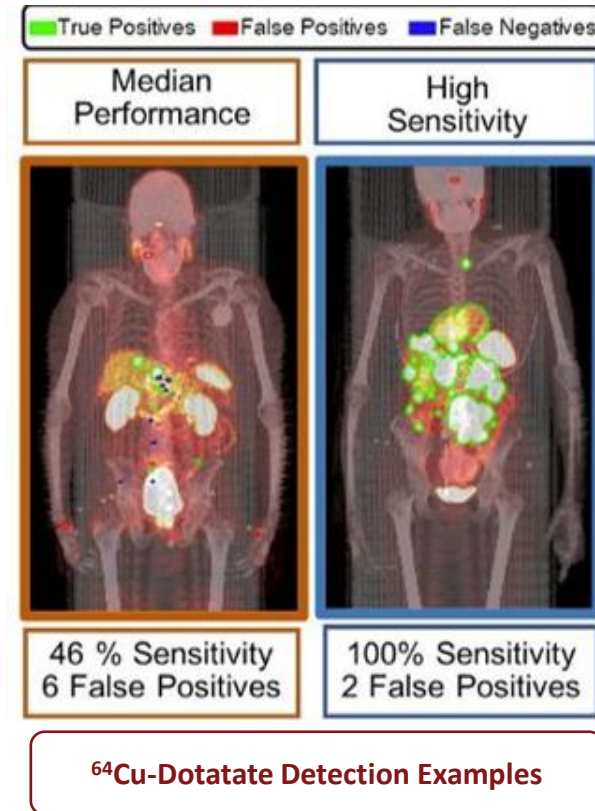 True Positives False Positives False Negatives
Median
Performance
High
Sensitivity
46 % Sensitivity
6 False Positives
100% Sensitivity
2 False Positives
⁶⁴Cu-Dotatate Detection Examples